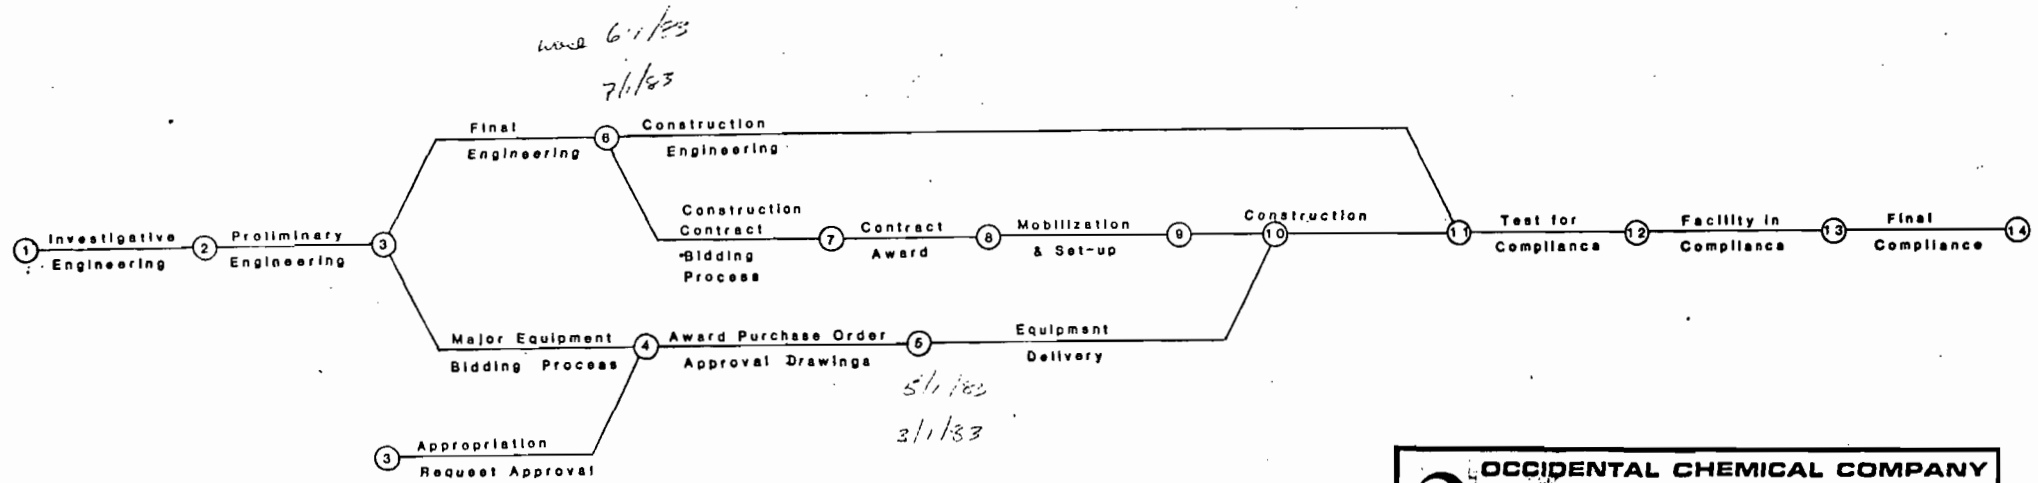 6/1/83
7/1/83
Final
Engineering
6
Construction
Engineering
1
Investigative
Engineering
2
Proliminary
Engineering
3
Construction
Contract
Bidding
Process
7
Contract
Award
8
Mobilization
& Set-up
9
Construction
10
11
Test for
Complianca
12
Facility in
Complianca
13
Final
Compliance
14
Major Equipment
Bidding Process
4
Award Purchase Order
Approval Drawings
5
Equipment
Delivery
5/1/83
3/1/83
3
Appropriation
Request Approval
OCCIDENTAL CHEMICAL COMPANY